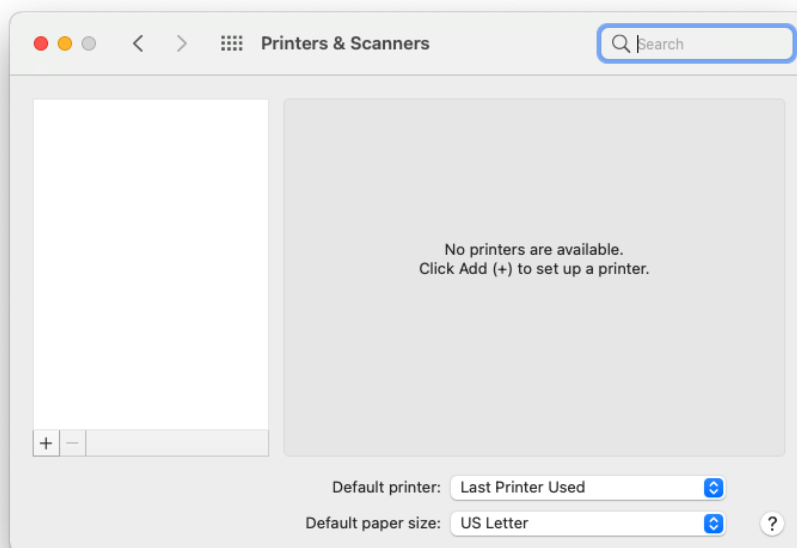 Printers & Scanners
Search
No printers are available.
Click Add (+) to set up a printer.
+ −
Default printer: Last Printer Used
Default paper size: US Letter
?